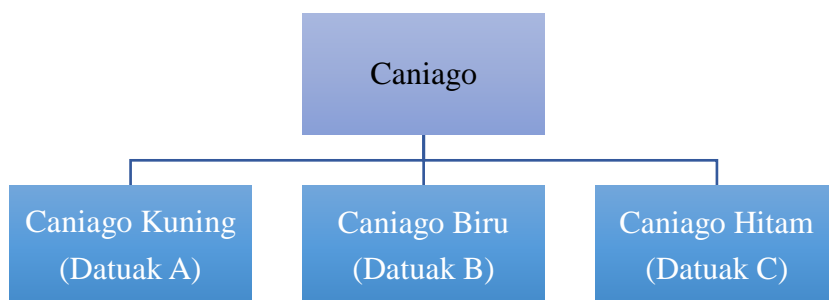 Caniago
Caniago Kuning
(Datuak A)
Caniago Biru
(Datuak B)
Caniago Hitam
(Datuak C)